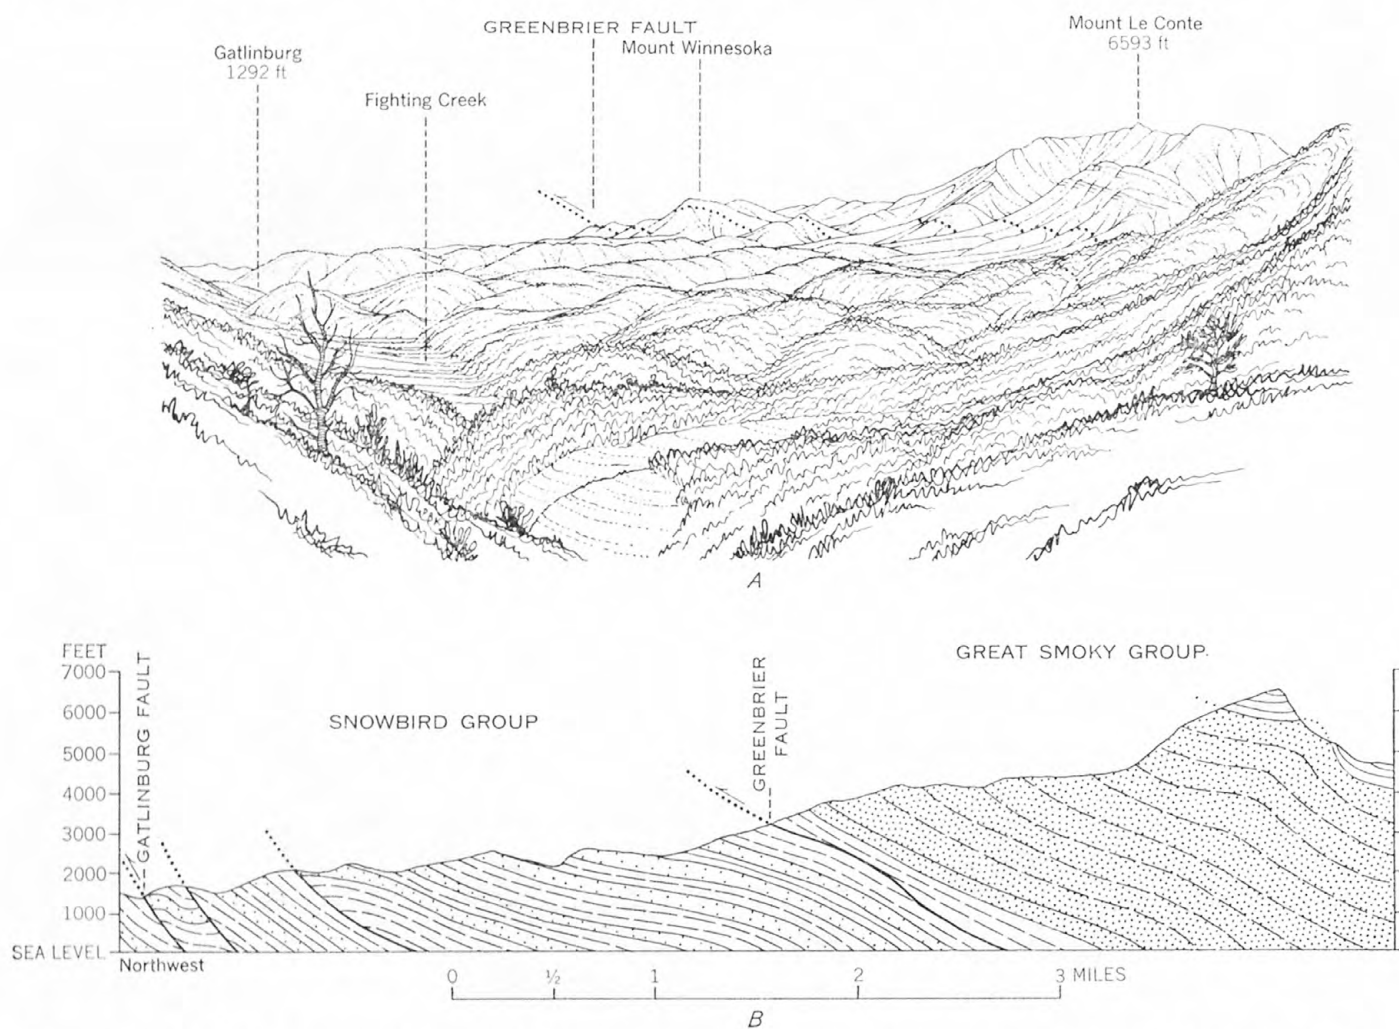 GREENBRIER FAULT
Mount Winnesoka
Mount Le Conte
6593 ft
Gatlinburg
1292 ft
Fighting Creek
A
FEET
7000
6000
5000
4000
3000
2000
1000
SEA LEVEL
GATLINBURG FAULT
SNOWBIRD GROUP
GREENBRIER
FAULT
GREAT SMOKY GROUP
Northwest
0 ½ 1 2 3 MILES
B